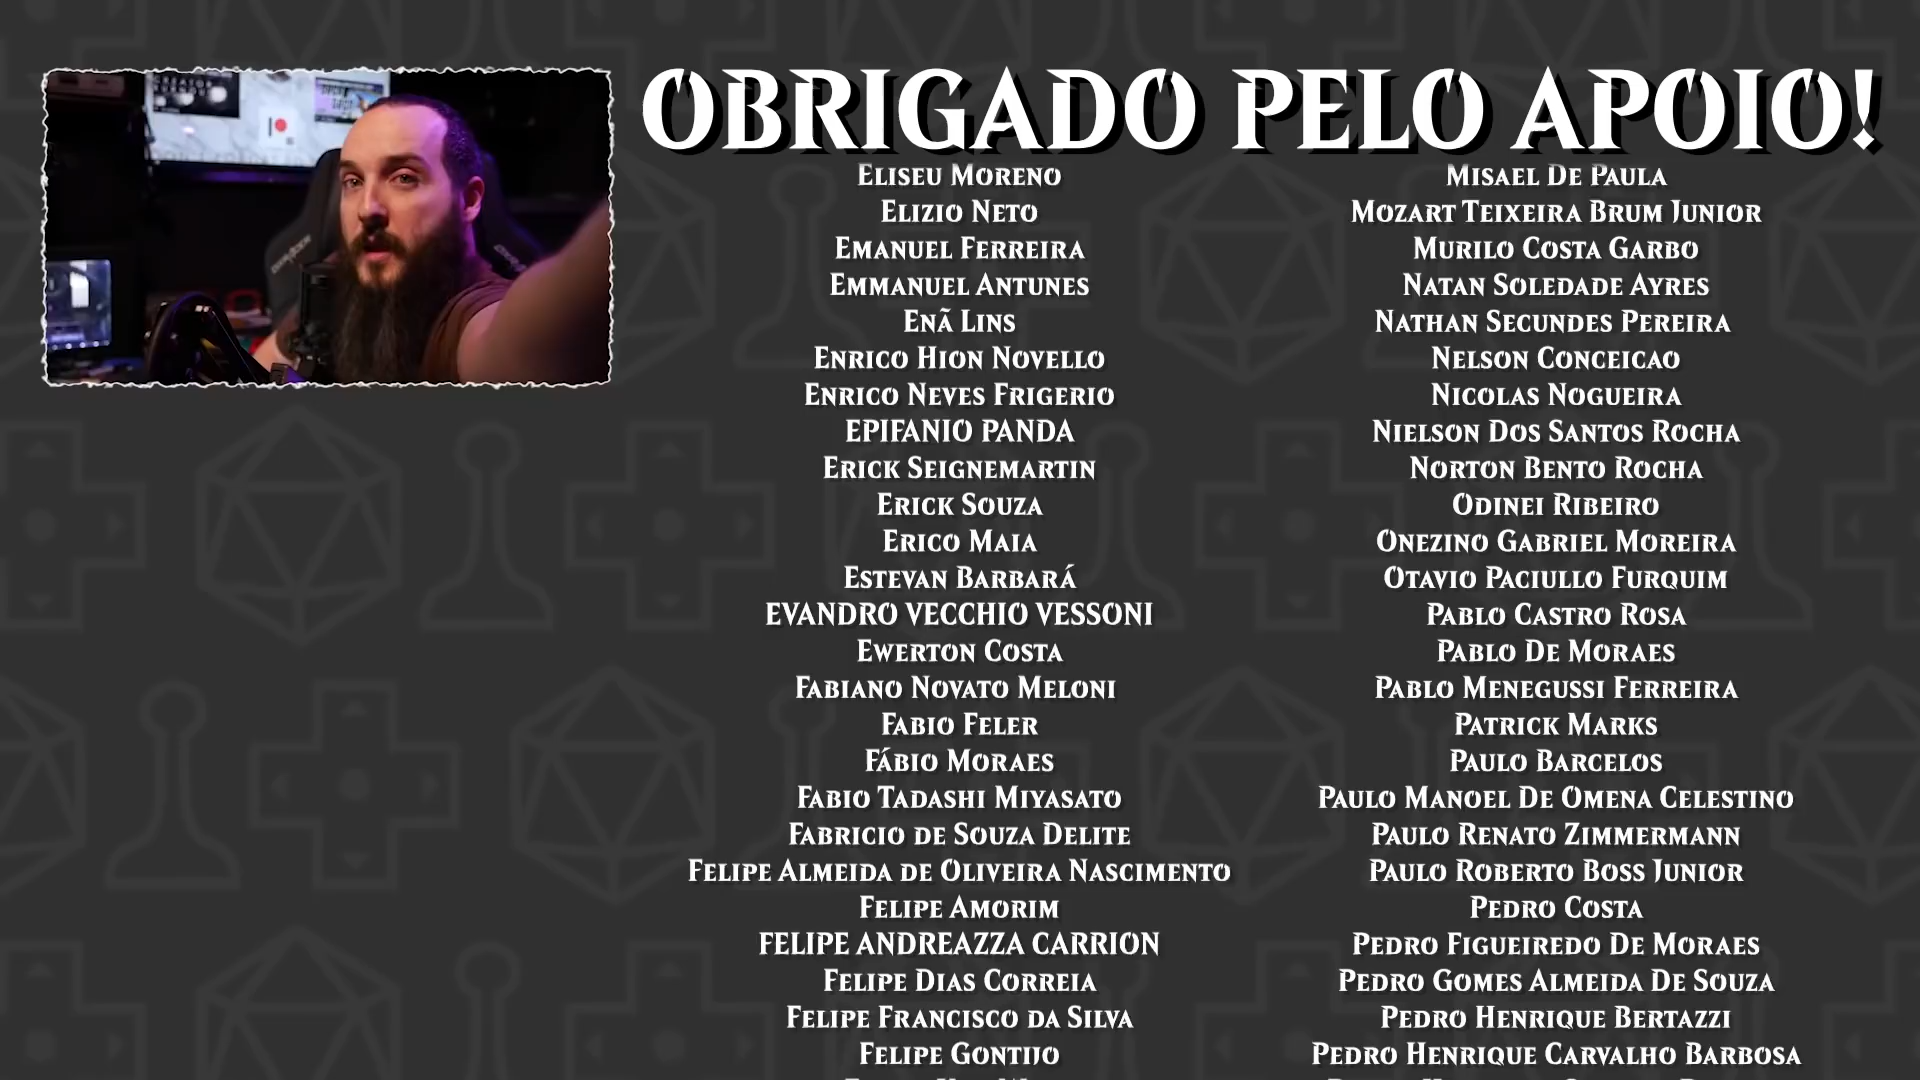 OBRIGADO PELO APOIO!
ELISEU MORENO
ELIZIO NETO
EMANUEL FERREIRA
EMMANUEL ANTUNES
ENÃ LINS
ENRICO HION NOVELLO
ENRICO NEVES FRIGERIO
EPIFANIO PANDA
ERICK SEIGNEMARTIN
ERICK SOUZA
ERICO MAIA
ESTEVAN BARBARÁ
EVANDRO VECCHIO VESSONI
EWERTON COSTA
FABIANO NOVATO MELONI
FABIO FELER
FÁBIO MORAES
FABIO TADASHI MIYASATO
FABRICIO DE SOUZA DELITE
FELIPE ALMEIDA DE OLIVEIRA NASCIMENTO
FELIPE AMORIM
FELIPE ANDREAZZA CARRION
FELIPE DIAS CORREIA
FELIPE FRANCISCO DA SILVA
FELIPE GONTIJO
MISAEL DE PAULA
MOZART TEIXEIRA BRUM JUNIOR
MURILO COSTA GARBO
NATAN SOLEDADE AYRES
NATHAN SECUNDES PEREIRA
NELSON CONCEICAO
NICOLAS NOGUEIRA
NIELSON DOS SANTOS ROCHA
NORTON BENTO ROCHA
ODINEI RIBEIRO
ONEZINO GABRIEL MOREIRA
OTAVIO PACIULLO FURQUIM
PABLO CASTRO ROSA
PABLO DE MORAES
PABLO MENEGUSSI FERREIRA
PATRICK MARKS
PAULO BARCELOS
PAULO MANOEL DE OMENA CELESTINO
PAULO RENATO ZIMMERMANN
PAULO ROBERTO BOSS JUNIOR
PEDRO COSTA
PEDRO FIGUEIREDO DE MORAES
PEDRO GOMES ALMEIDA DE SOUZA
PEDRO HENRIQUE BERTAZZI
PEDRO HENRIQUE CARVALHO BARBOSA